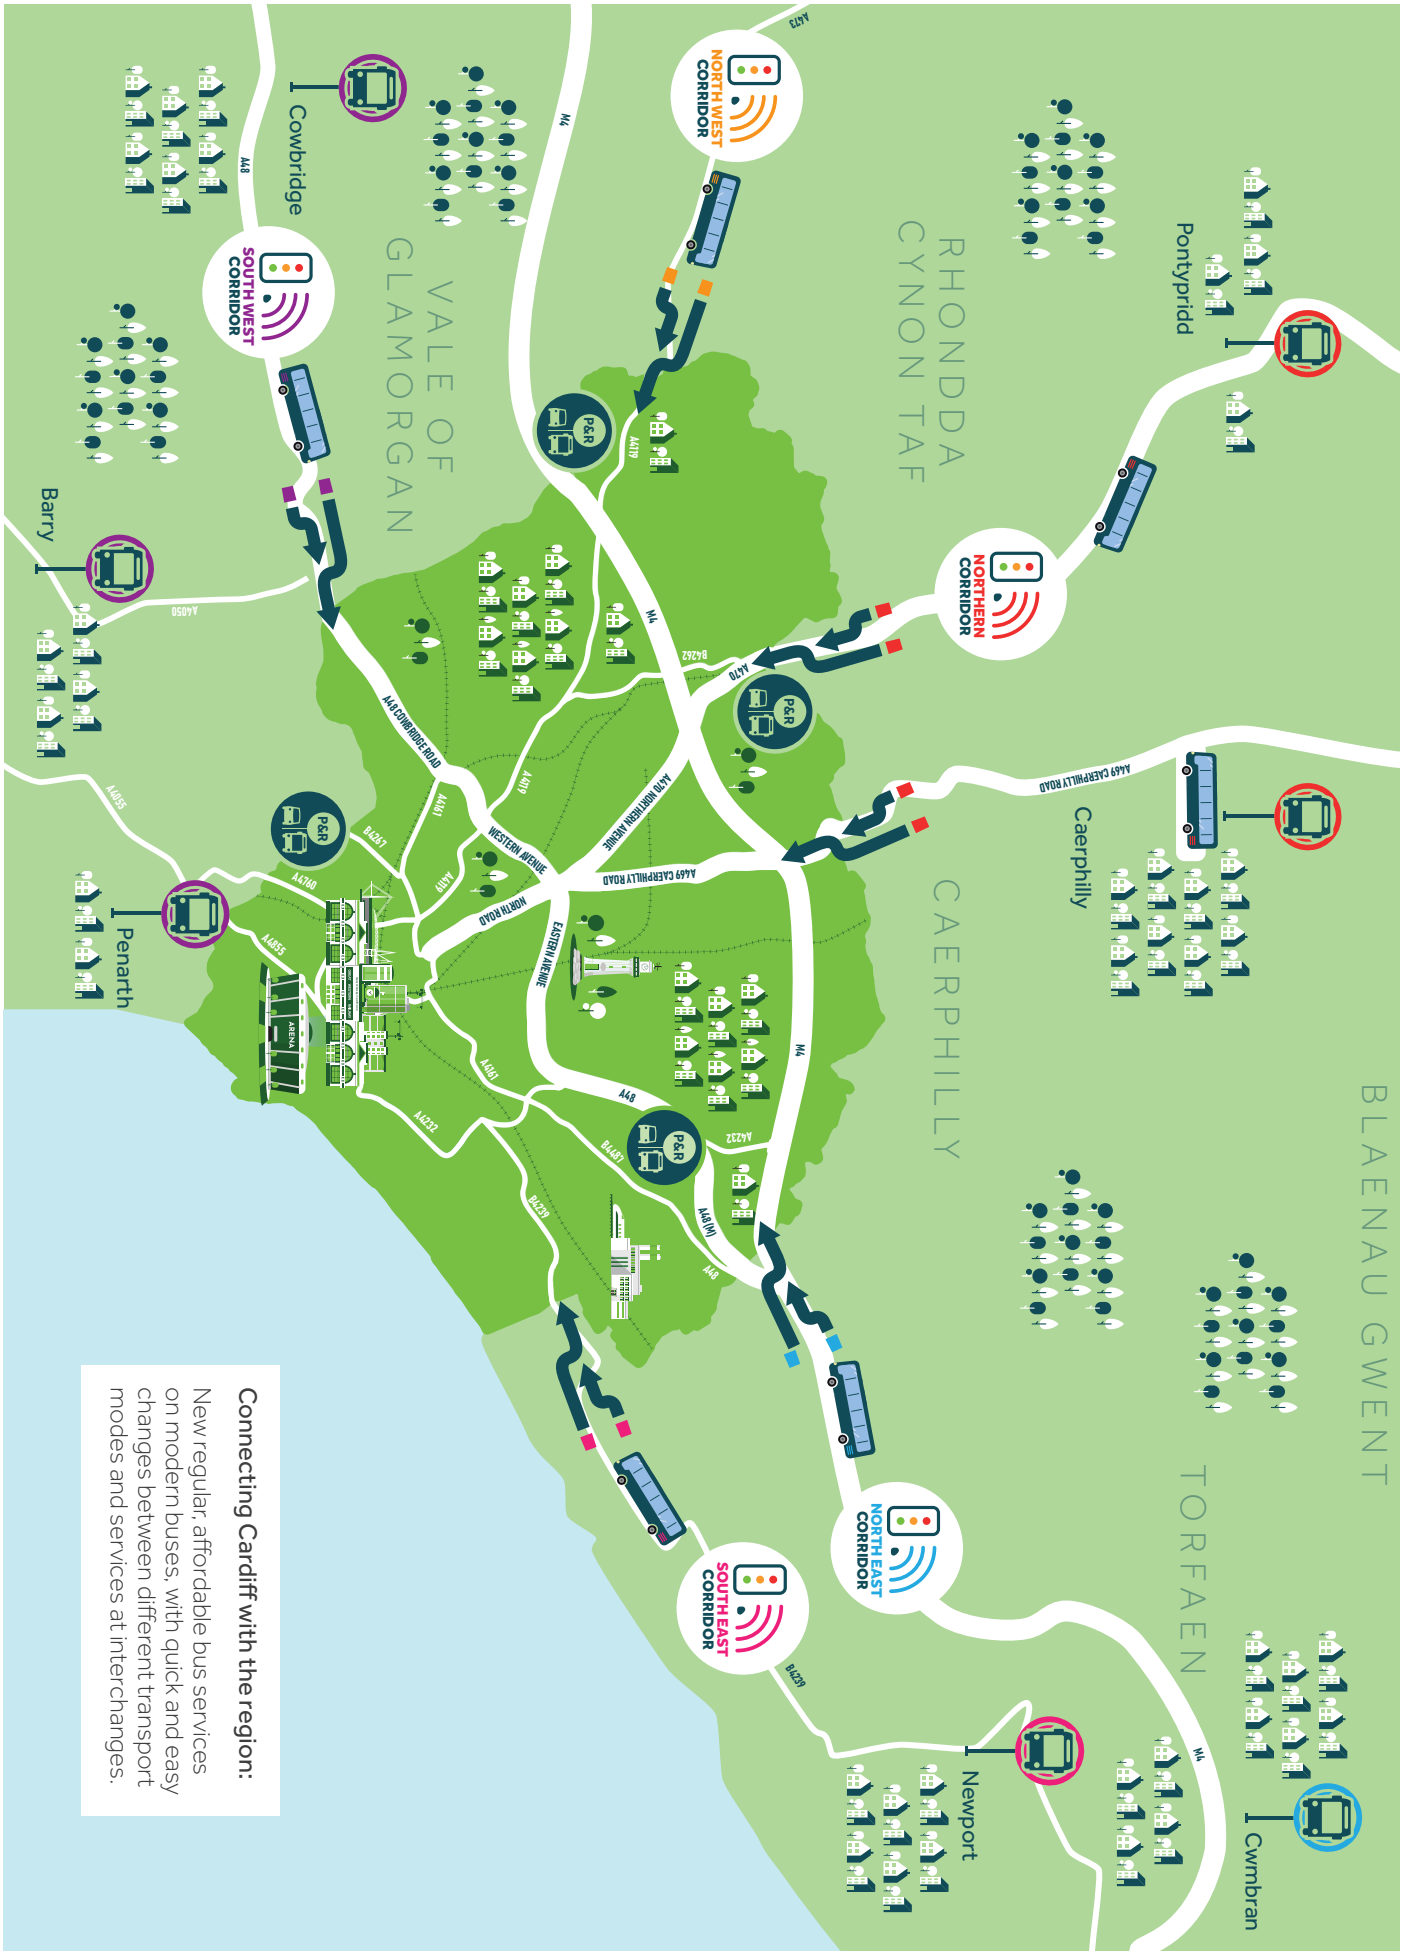 BLAENAU GWENT
TORFAEN
Cwmbran
Pontypridd
RHONDDA
CYNON TAF
CAERPHILLY
Caerphilly
A469 CAERPHILLY ROAD
M4
Newport
NORTHERN
CORRIDOR
NORTH EAST
CORRIDOR
A473
NORTH WEST
CORRIDOR
SOUTH EAST
CORRIDOR
B4239
P&R
A470
B4262
M4
M4
A4232
A48 (M)
A48
P&R
A4119
P&R
M4
A470 NORTHERN AVENUE
A469 CAERPHILLY ROAD
A48
B4487
B4239
P&R
WESTERN AVENUE
EASTERN AVENUE
NORTH ROAD
A4119
A4119
A4161
A4161
A4232
VALE OF
GLAMORGAN
A48 COWBRIDGE ROAD
B4267
A4760
A4855
ARENA
P&R
Cowbridge
A48
SOUTH WEST
CORRIDOR
A4050
Barry
A4055
Penarth
Connecting Cardiff with the region:
New regular, affordable bus services
on modern buses, with quick and easy
changes between different transport
modes and services at interchanges.